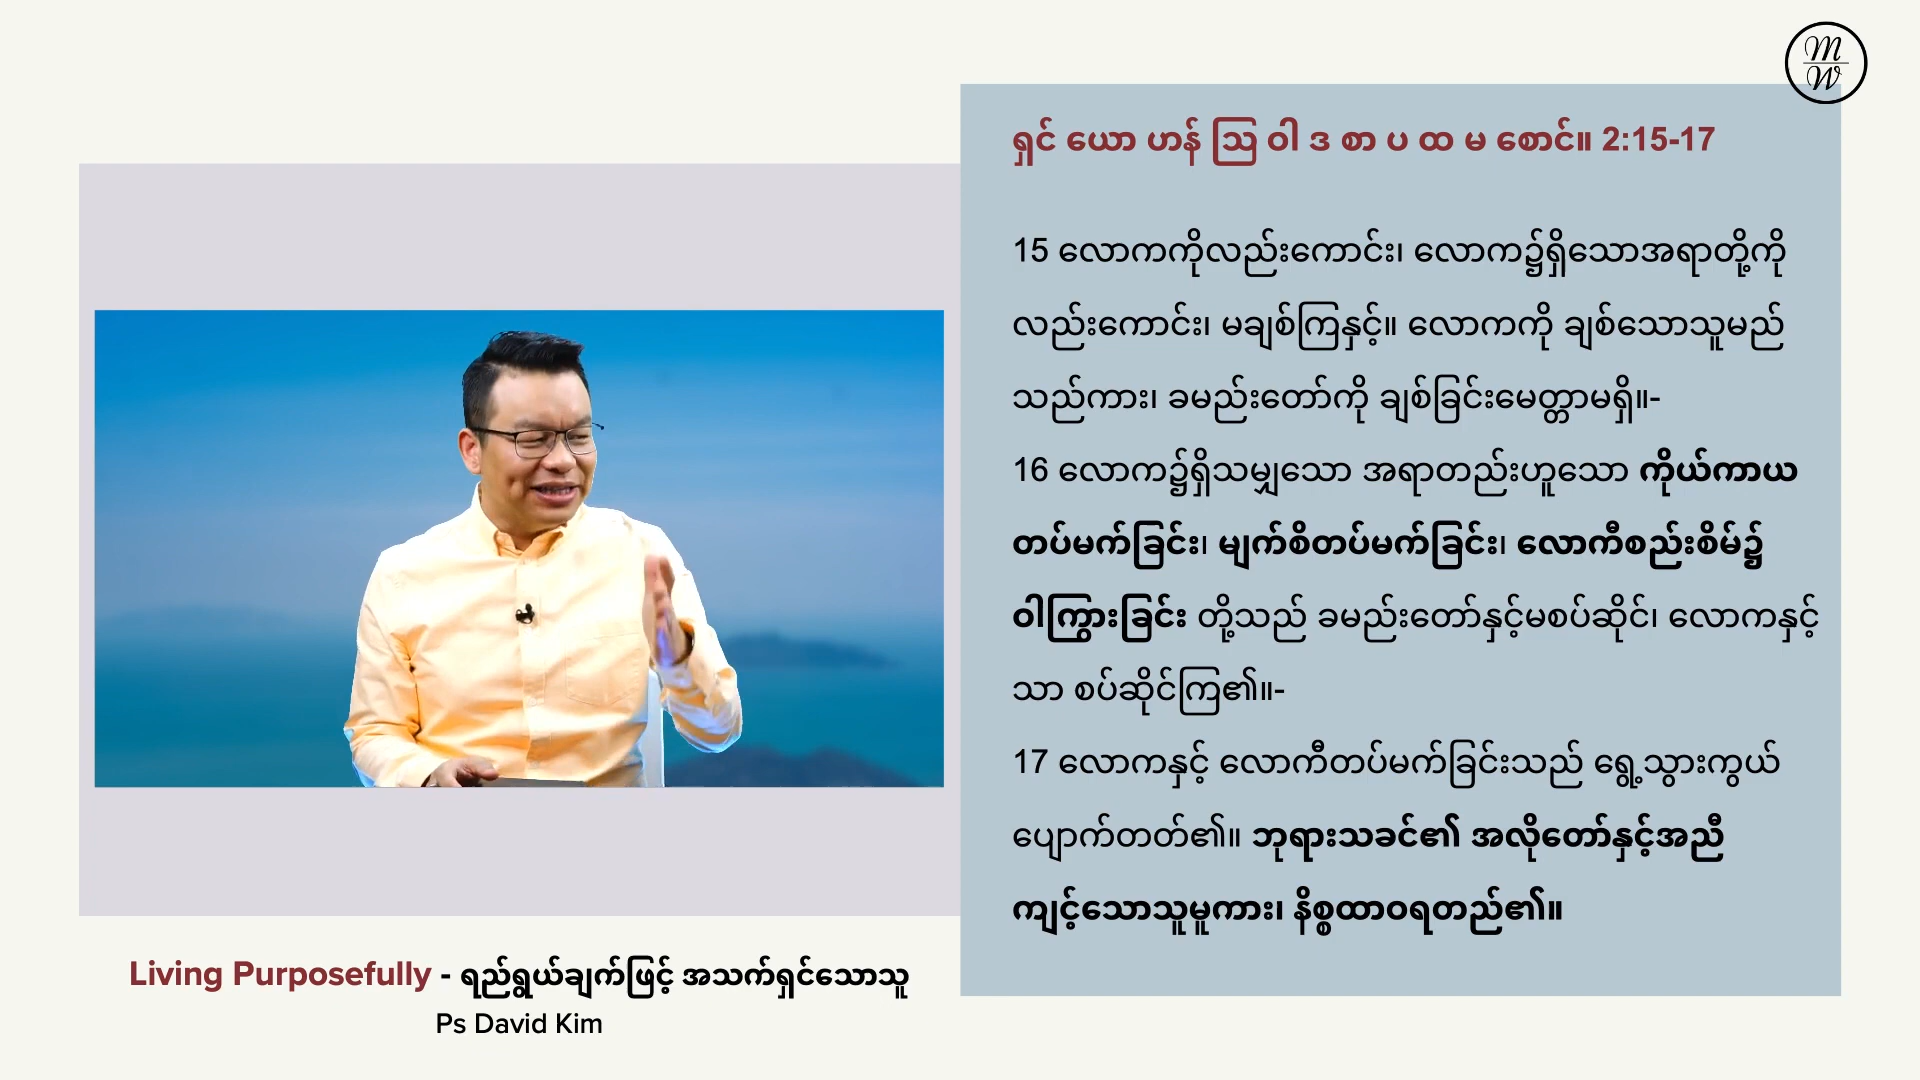 M
W
ရှင် ယော ဟန် ဩ ဝါ ဒ စာ ပ ထ မ စောင်။ 2:15-17
15 လောကကိုလည်းကောင်း၊ လောက၌ရှိသောအရာတို့ကို
လည်းကောင်း၊ မချစ်ကြနှင့်။ လောကကို ချစ်သောသူမည်
သည်ကား၊ ခမည်းတော်ကို ချစ်ခြင်းမေတ္တာမရှိ။-
16 လောက၌ရှိသမျှသော အရာတည်းဟူသော ကိုယ်ကာယ
တပ်မက်ခြင်း၊ မျက်စိတပ်မက်ခြင်း၊ လောကီစည်းစိမ်၌
ဝါကြွားခြင်း တို့သည် ခမည်းတော်နှင့်မစပ်ဆိုင်၊ လောကနှင့်
သာ စပ်ဆိုင်ကြ၏။-
17 လောကနှင့် လောကီတပ်မက်ခြင်းသည် ရွေ့သွားကွယ်
ပျောက်တတ်၏။ ဘုရားသခင်၏ အလိုတော်နှင့်အညီ
ကျင့်သောသူမူကား၊ နိစ္စထာဝရတည်၏။
Living Purposefully - ရည်ရွယ်ချက်ဖြင့် အသက်ရှင်သောသူ
Ps David Kim